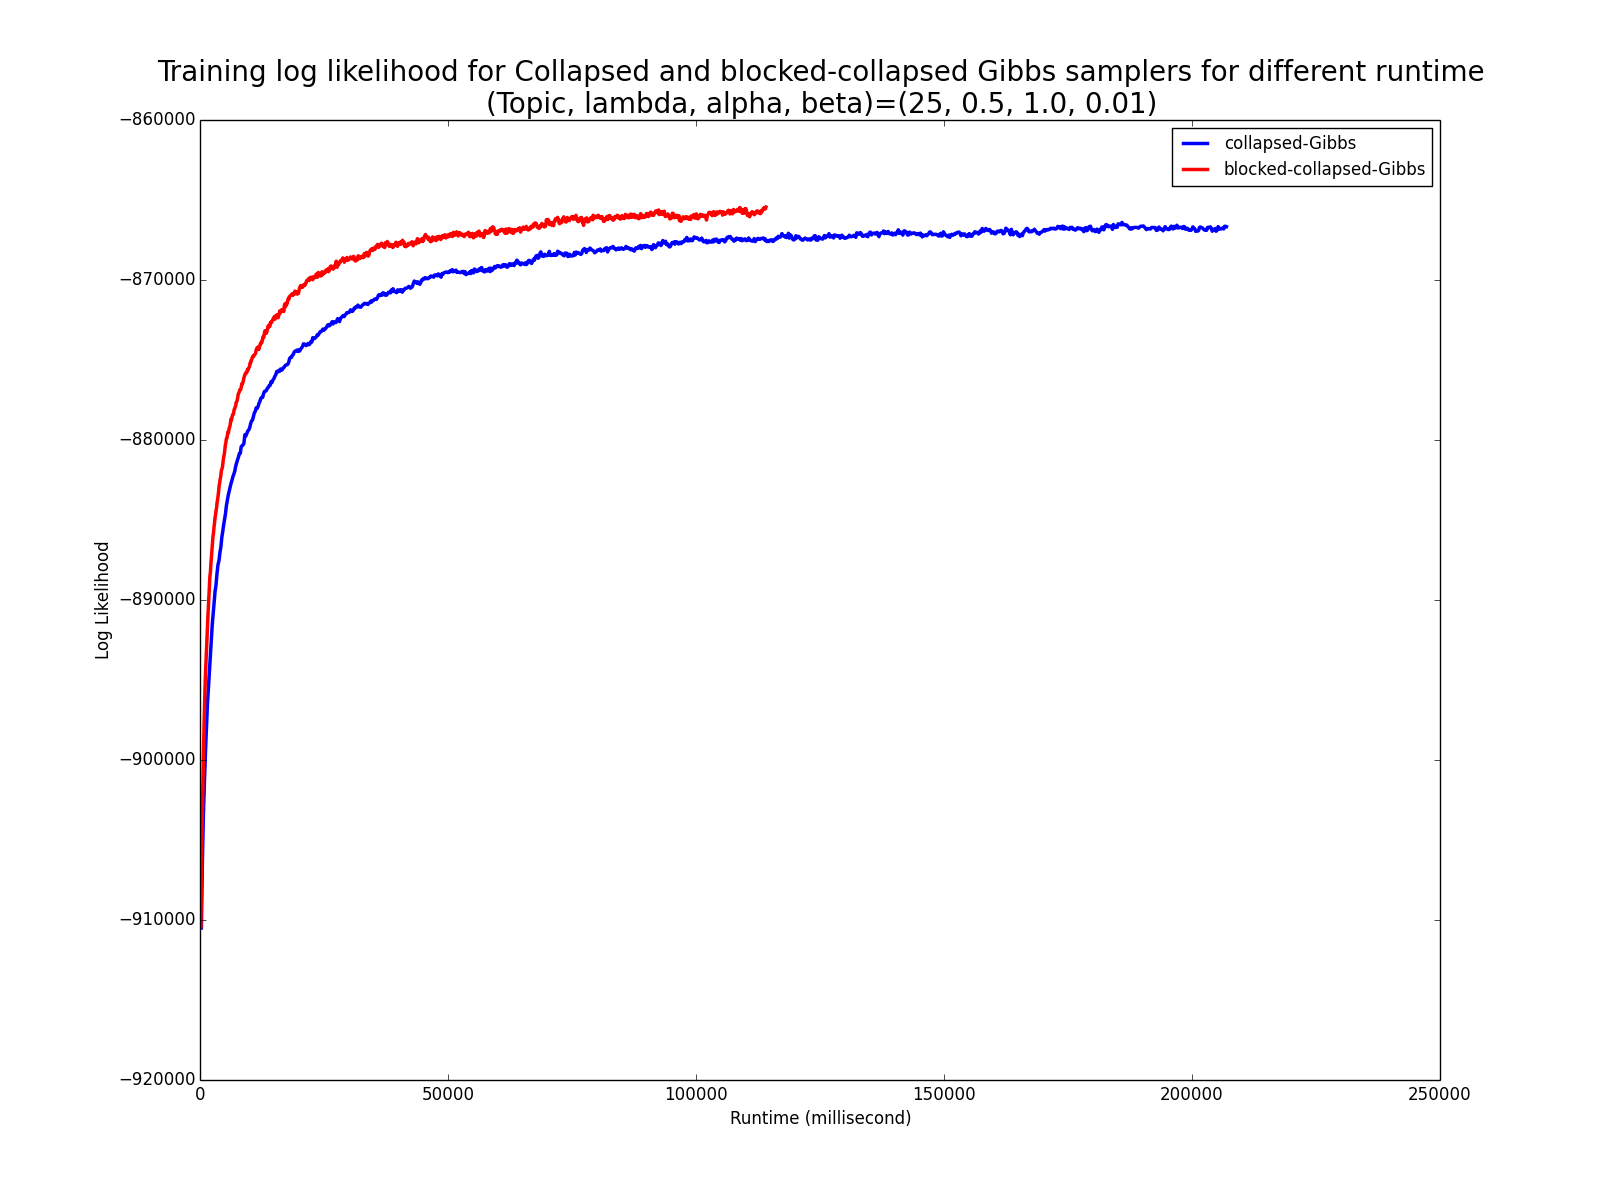 Training log likelihood for Collapsed and blocked-collapsed Gibbs samplers for different runtime
(Topic, lambda, alpha, beta)=(25, 0.5, 1.0, 0.01)
collapsed-Gibbs
blocked-collapsed-Gibbs
−860000
−870000
−880000
−890000
−900000
−910000
−920000
Log Likelihood
0 50000 100000 150000 200000 250000
Runtime (millisecond)